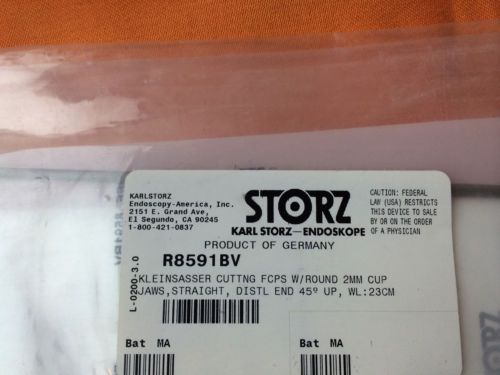 KARLSTORZ
Endoscopy-America, Inc.
2151 E. Grand Ave,
El Segundo, CA 90245
1-800-421-0837
STORZ
KARL STORZ—ENDOSKOPE
CAUTION: FEDERAL
LAW (USA) RESTRICTS
THIS DEVICE TO SALE
BY OR ON THE ORDER
OF A PHYSICIAN
PRODUCT OF GERMANY
L-0200-3.0
R8591BV
KLEINSASSER CUTTNG FCPS W/ROUND 2MM CUP
JAWS,STRAIGHT, DISTL END 45º UP, WL:23CM
Bat MA
Bat MA